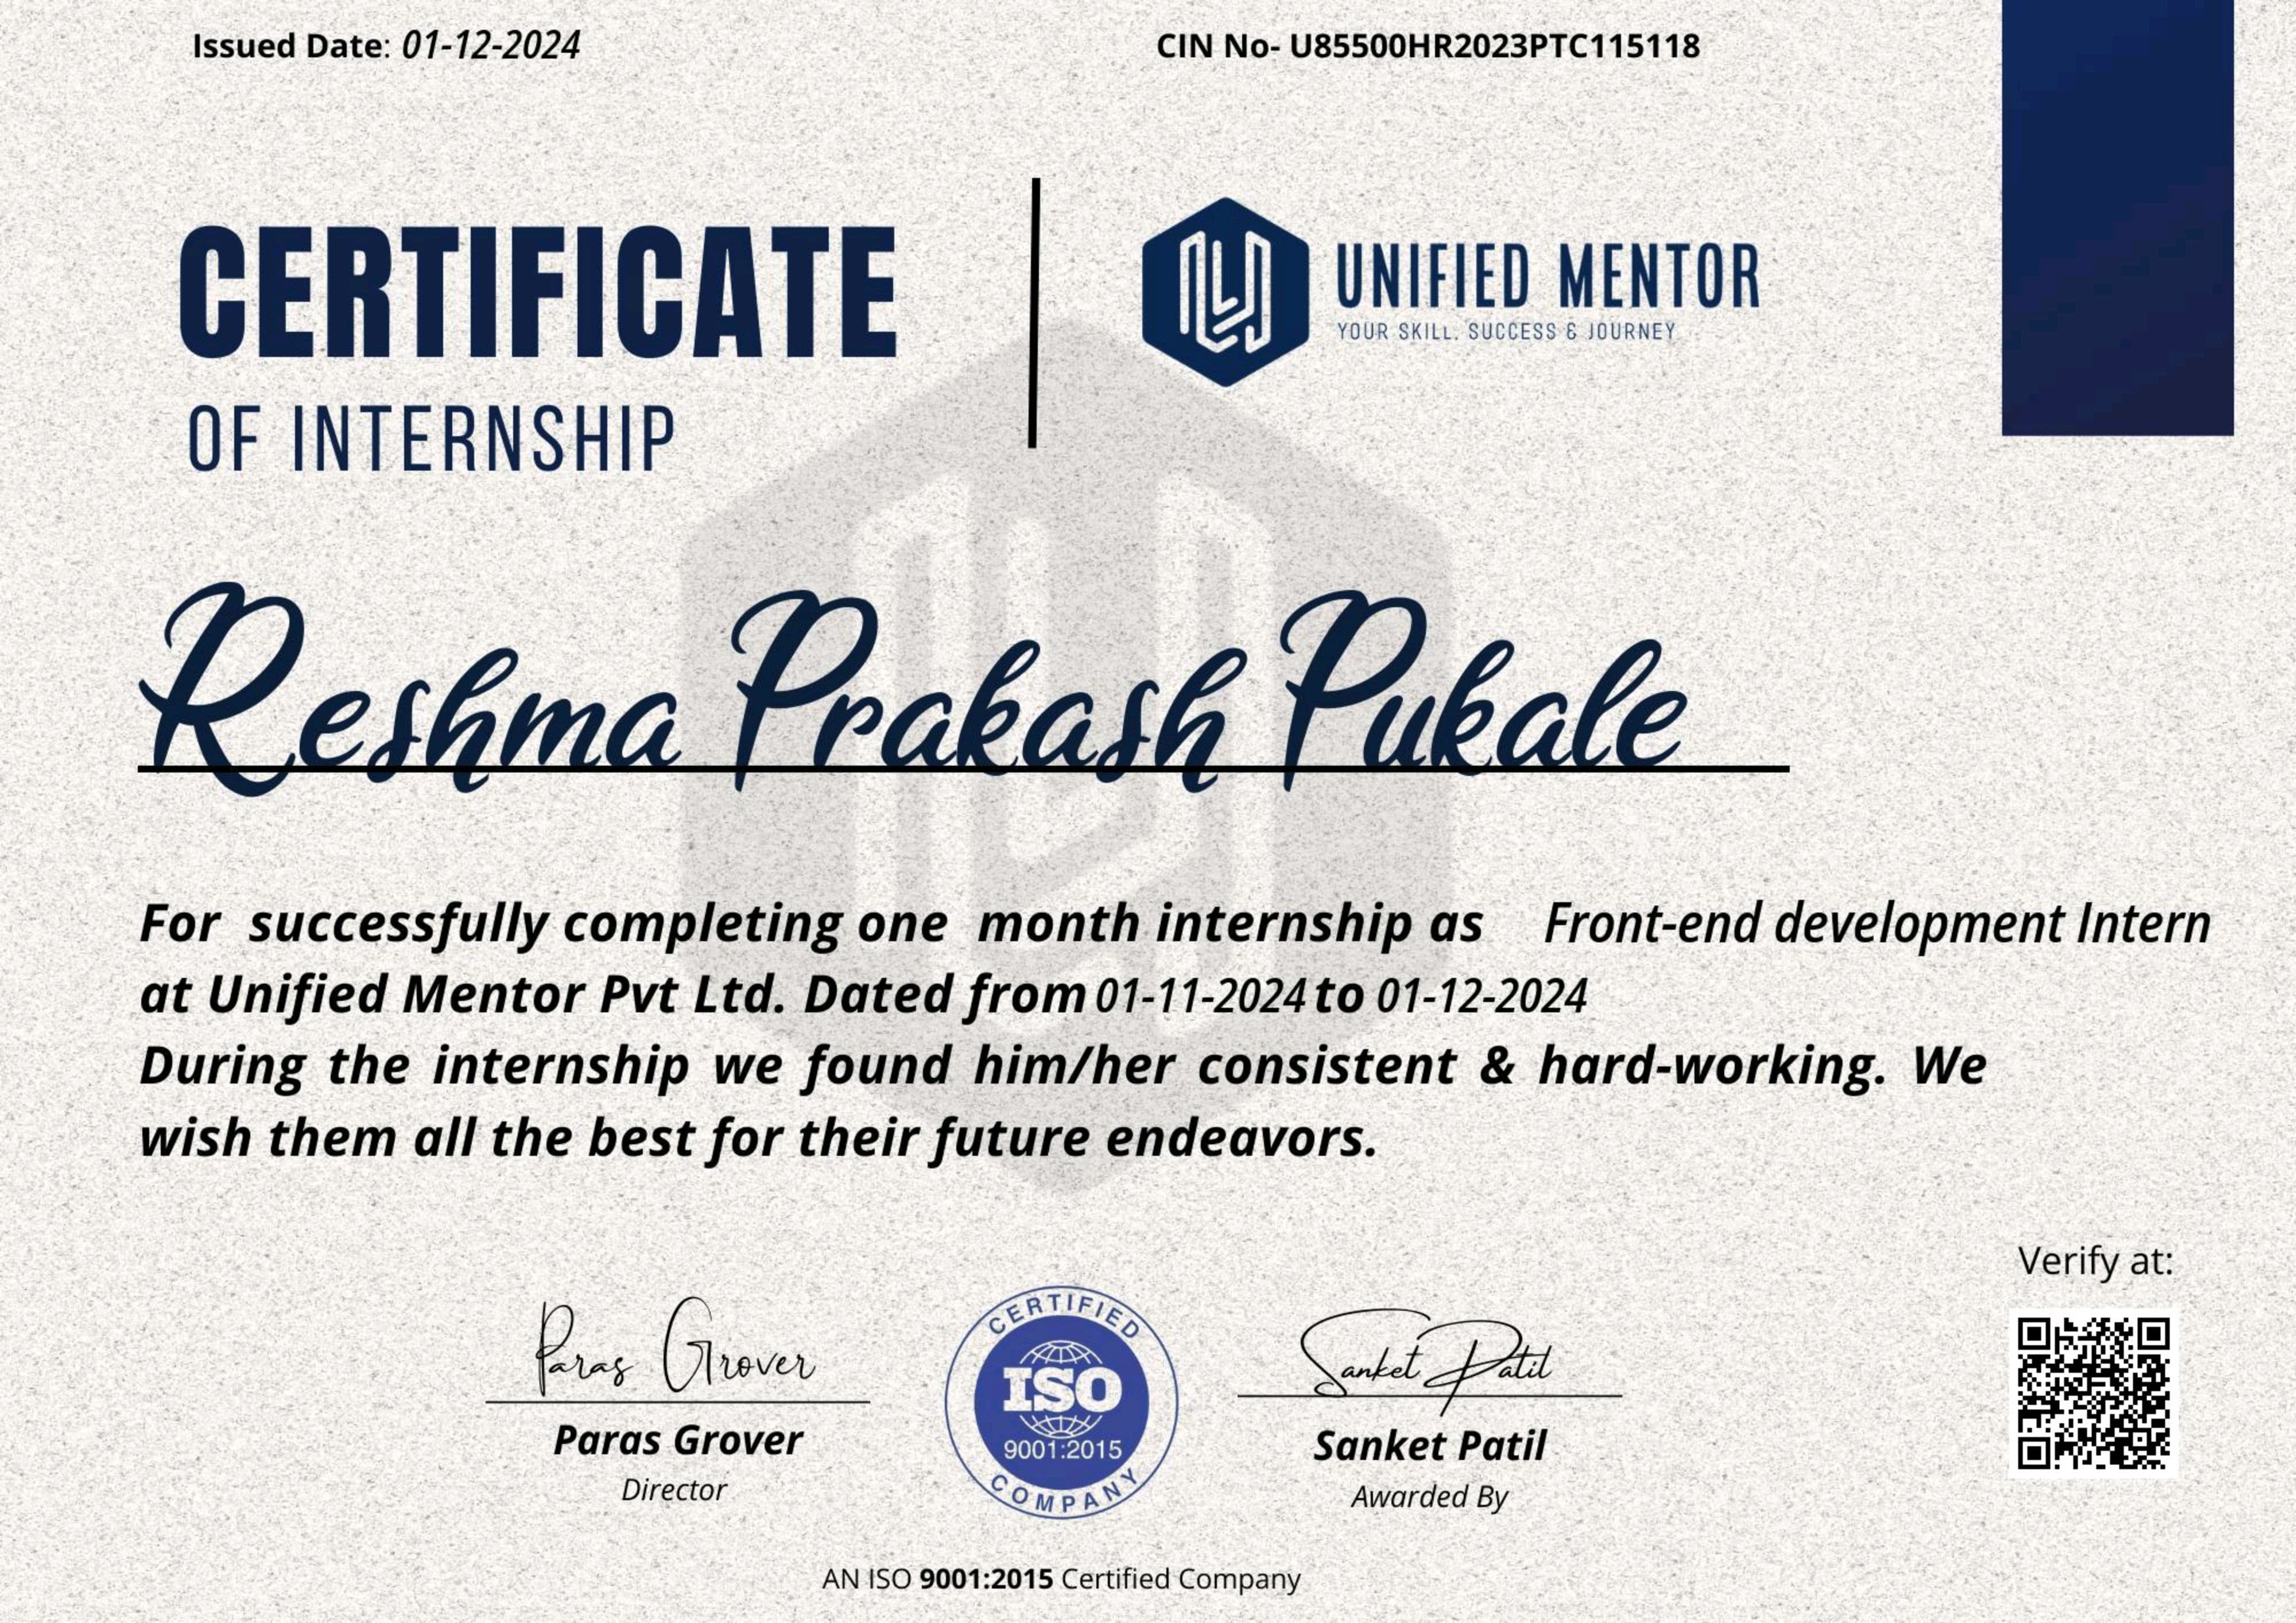 Issued Date: 01-12-2024
CIN No- U85500HR2023PTC115118
CERTIFICATE
OF INTERNSHIP
UNIFIED MENTOR
YOUR SKILL, SUCCESS & JOURNEY
Reshma Prakash Pukale
For successfully completing one month internship as Front-end development Intern
at Unified Mentor Pvt Ltd. Dated from 01-11-2024 to 01-12-2024
During the internship we found him/her consistent & hard-working. We
wish them all the best for their future endeavors.
Verify at:
Paras Grover
Paras Grover
Director
CERTIFIED
ISO
9001:2015
COMPANY
Sanket Patil
Sanket Patil
Awarded By
AN ISO 9001:2015 Certified Company